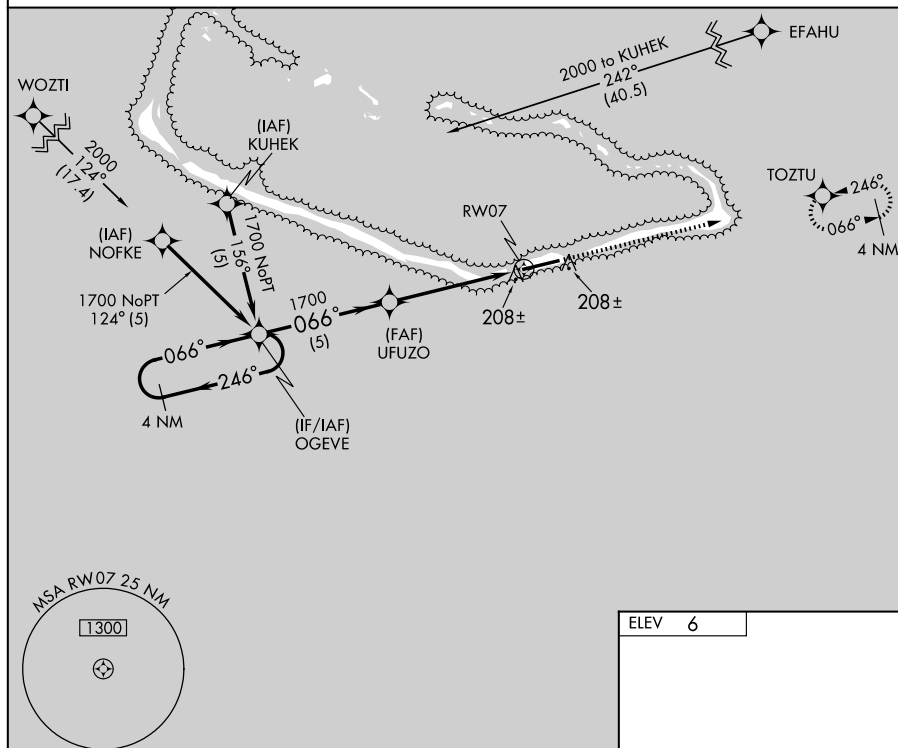 EFAHU
2000 to KUHEK
242°
(40.5)
WOZTI
2000
124°
(17.4)
(IAF)
KUHEK
TOZTU
246°
066°
4 NM
RW07
(IAF)
NOFKE
1700 NoPT
156°
(5)
1700 NoPT
124° (5)
1700
066°
(5)
208±
208±
(FAF)
UFUZO
066°
246°
4 NM
(IF/IAF)
OGEVE
MSA RW07 25 NM
1300
ELEV 6